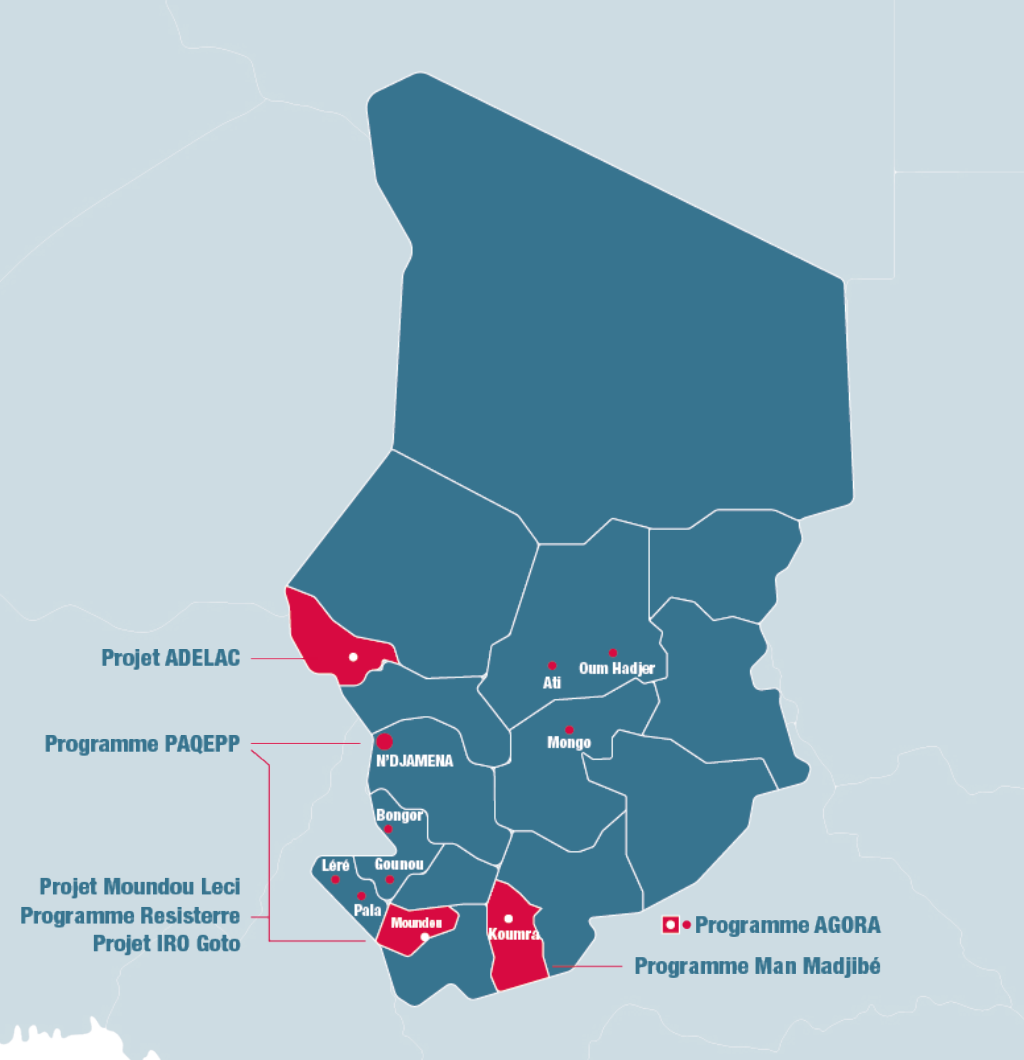 Projet ADELAC
Oum Hadjer
Ati
Programme PAQEPP
Mongo
N'DJAMENA
Bongor
Léré
Gounou
Projet Moundou Leci
Pala
Programme Resisterre
Moundou
Koumra
Programme AGORA
Projet IRO Goto
Programme Man Madjibé